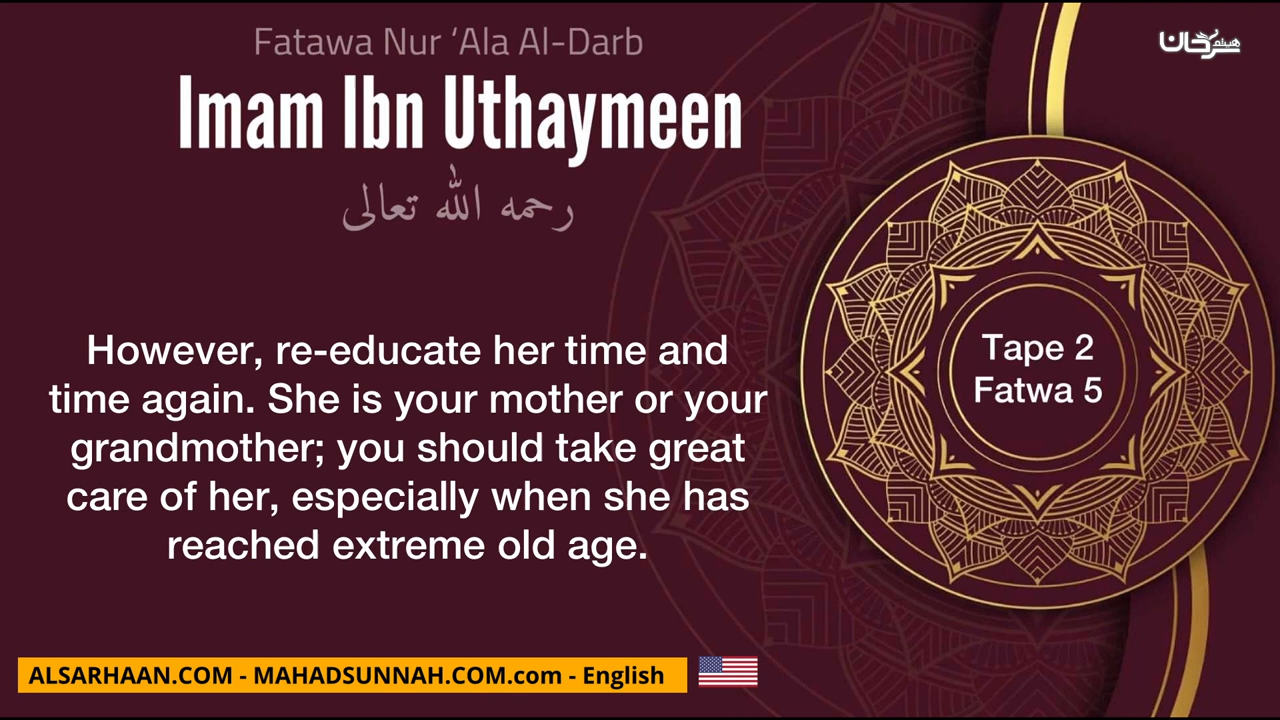 Fatawa Nur ‘Ala Al-Darb
Imam Ibn Uthaymeen
رحمه الله تعالى
هيثم سرحان
However, re-educate her time and
time again. She is your mother or your
grandmother; you should take great
care of her, especially when she has
reached extreme old age.
Tape 2
Fatwa 5
ALSARHAAN.COM - MAHADSUNNAH.COM.com - English